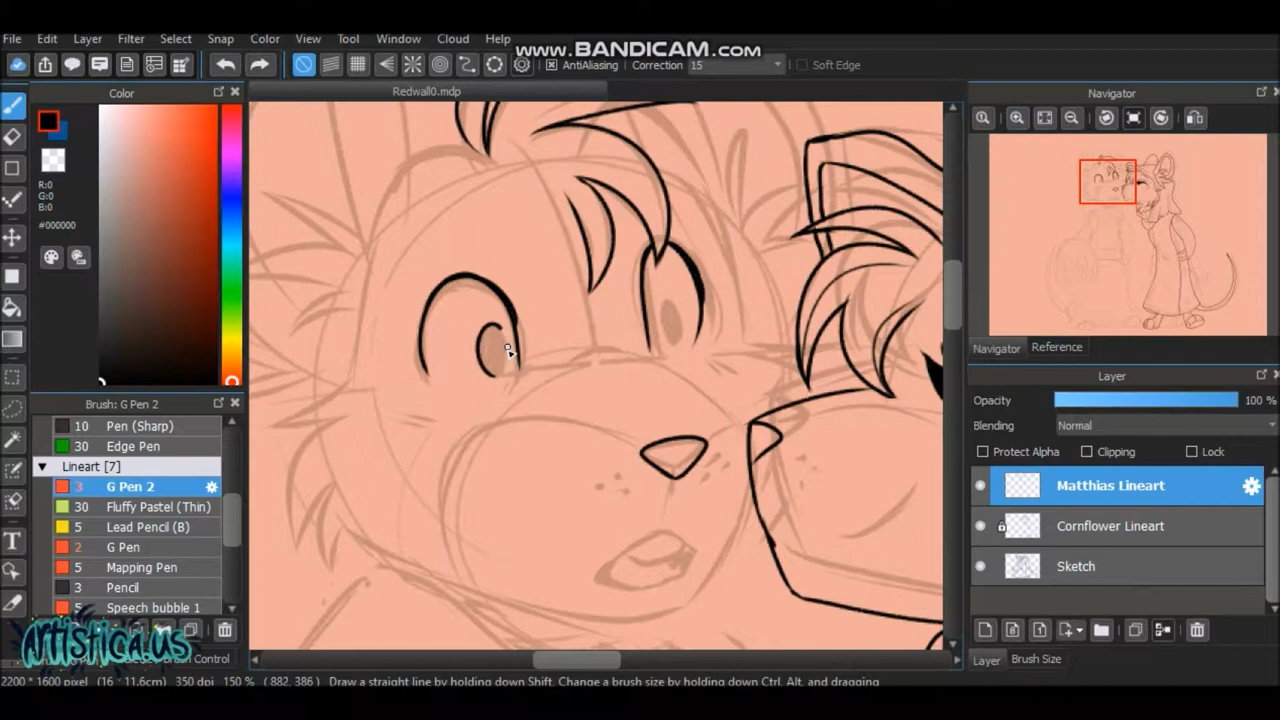 www.BANDICAM.com
File Edit Layer Filter Select Snap Color View Tool Window Cloud Help
AntiAliasing Correction 15 Soft Edge
Color
Redwall0.mdp
Navigator
R:0
G:0
B:0
#000000
Navigator Reference
Layer
Opacity 100 %
Blending Normal
Protect Alpha Clipping Lock
Matthias Lineart
Cornflower Lineart
Sketch
Layer Brush Size
Brush: G Pen 2
10 Pen (Sharp)
30 Edge Pen
Lineart [7]
3 G Pen 2
30 Fluffy Pastel (Thin)
5 Lead Pencil (B)
2 G Pen
5 Mapping Pen
3 Pencil
5 Speech bubble 1
Artistica.us
Brush Control
2200 * 1600 pixel (16 * 11.6cm) 350 dpi 150 % ( 882, 386 ) Draw a straight line by holding down Shift, Change a brush size by holding down Ctrl, Alt, and dragging